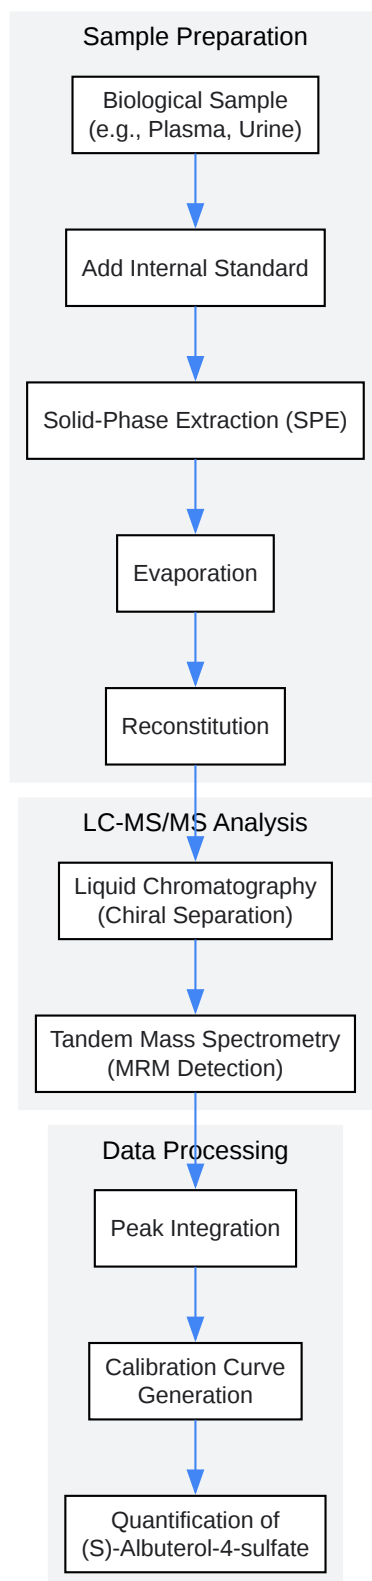 Sample Preparation
Biological Sample
(e.g., Plasma, Urine)
Add Internal Standard
Solid-Phase Extraction (SPE)
Evaporation
Reconstitution
LC-MS/MS Analysis
Liquid Chromatography
(Chiral Separation)
Tandem Mass Spectrometry
(MRM Detection)
Data Processing
Peak Integration
Calibration Curve
Generation
Quantification of
(S)-Albuterol-4-sulfate